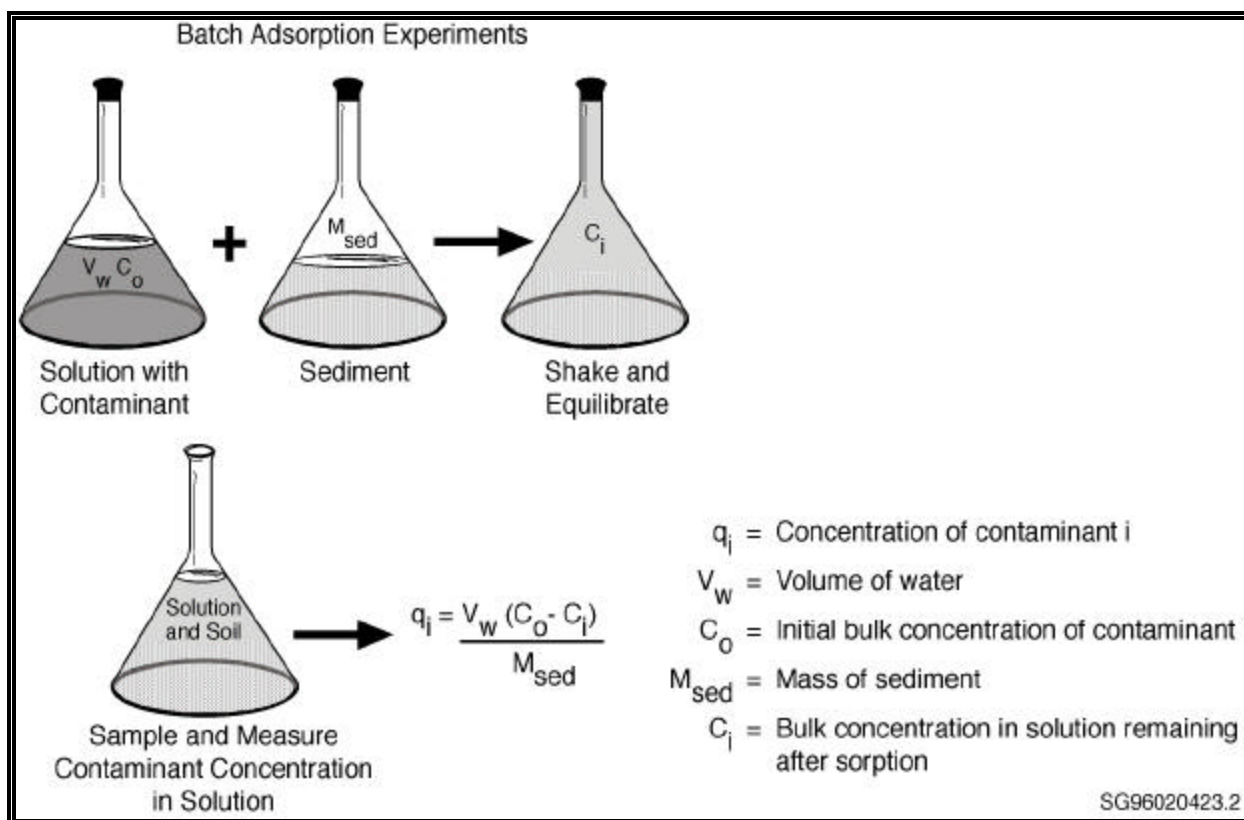 Batch Adsorption Experiments
V_w C_o
+
M_sed
C_i
Solution with
Contaminant
Sediment
Shake and
Equilibrate
Solution
and Soil
q_i = V_w (C_o - C_i)
M_sed
Sample and Measure
Contaminant Concentration
in Solution
q_i = Concentration of contaminant i
V_w = Volume of water
C_o = Initial bulk concentration of contaminant
M_sed = Mass of sediment
C_i = Bulk concentration in solution remaining
after sorption
SG96020423.2